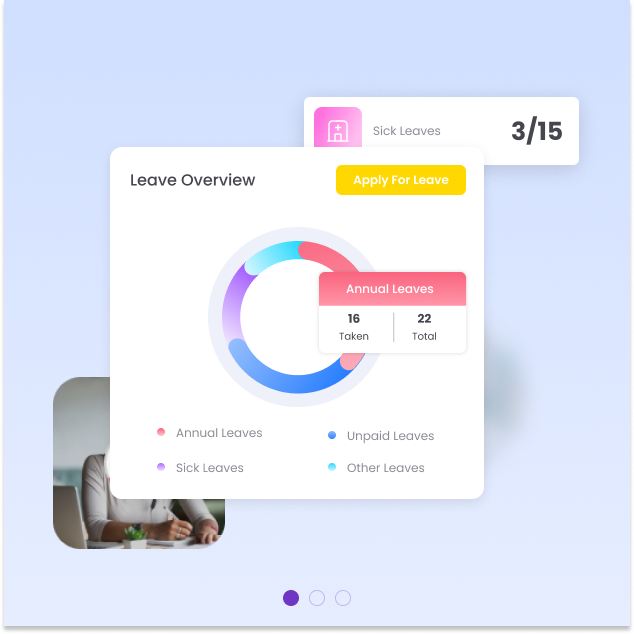 Sick Leaves
3/15
Leave Overview
Apply For Leave
Annual Leaves
16
22
Taken
Total
Annual Leaves
Unpaid Leaves
Sick Leaves
Other Leaves